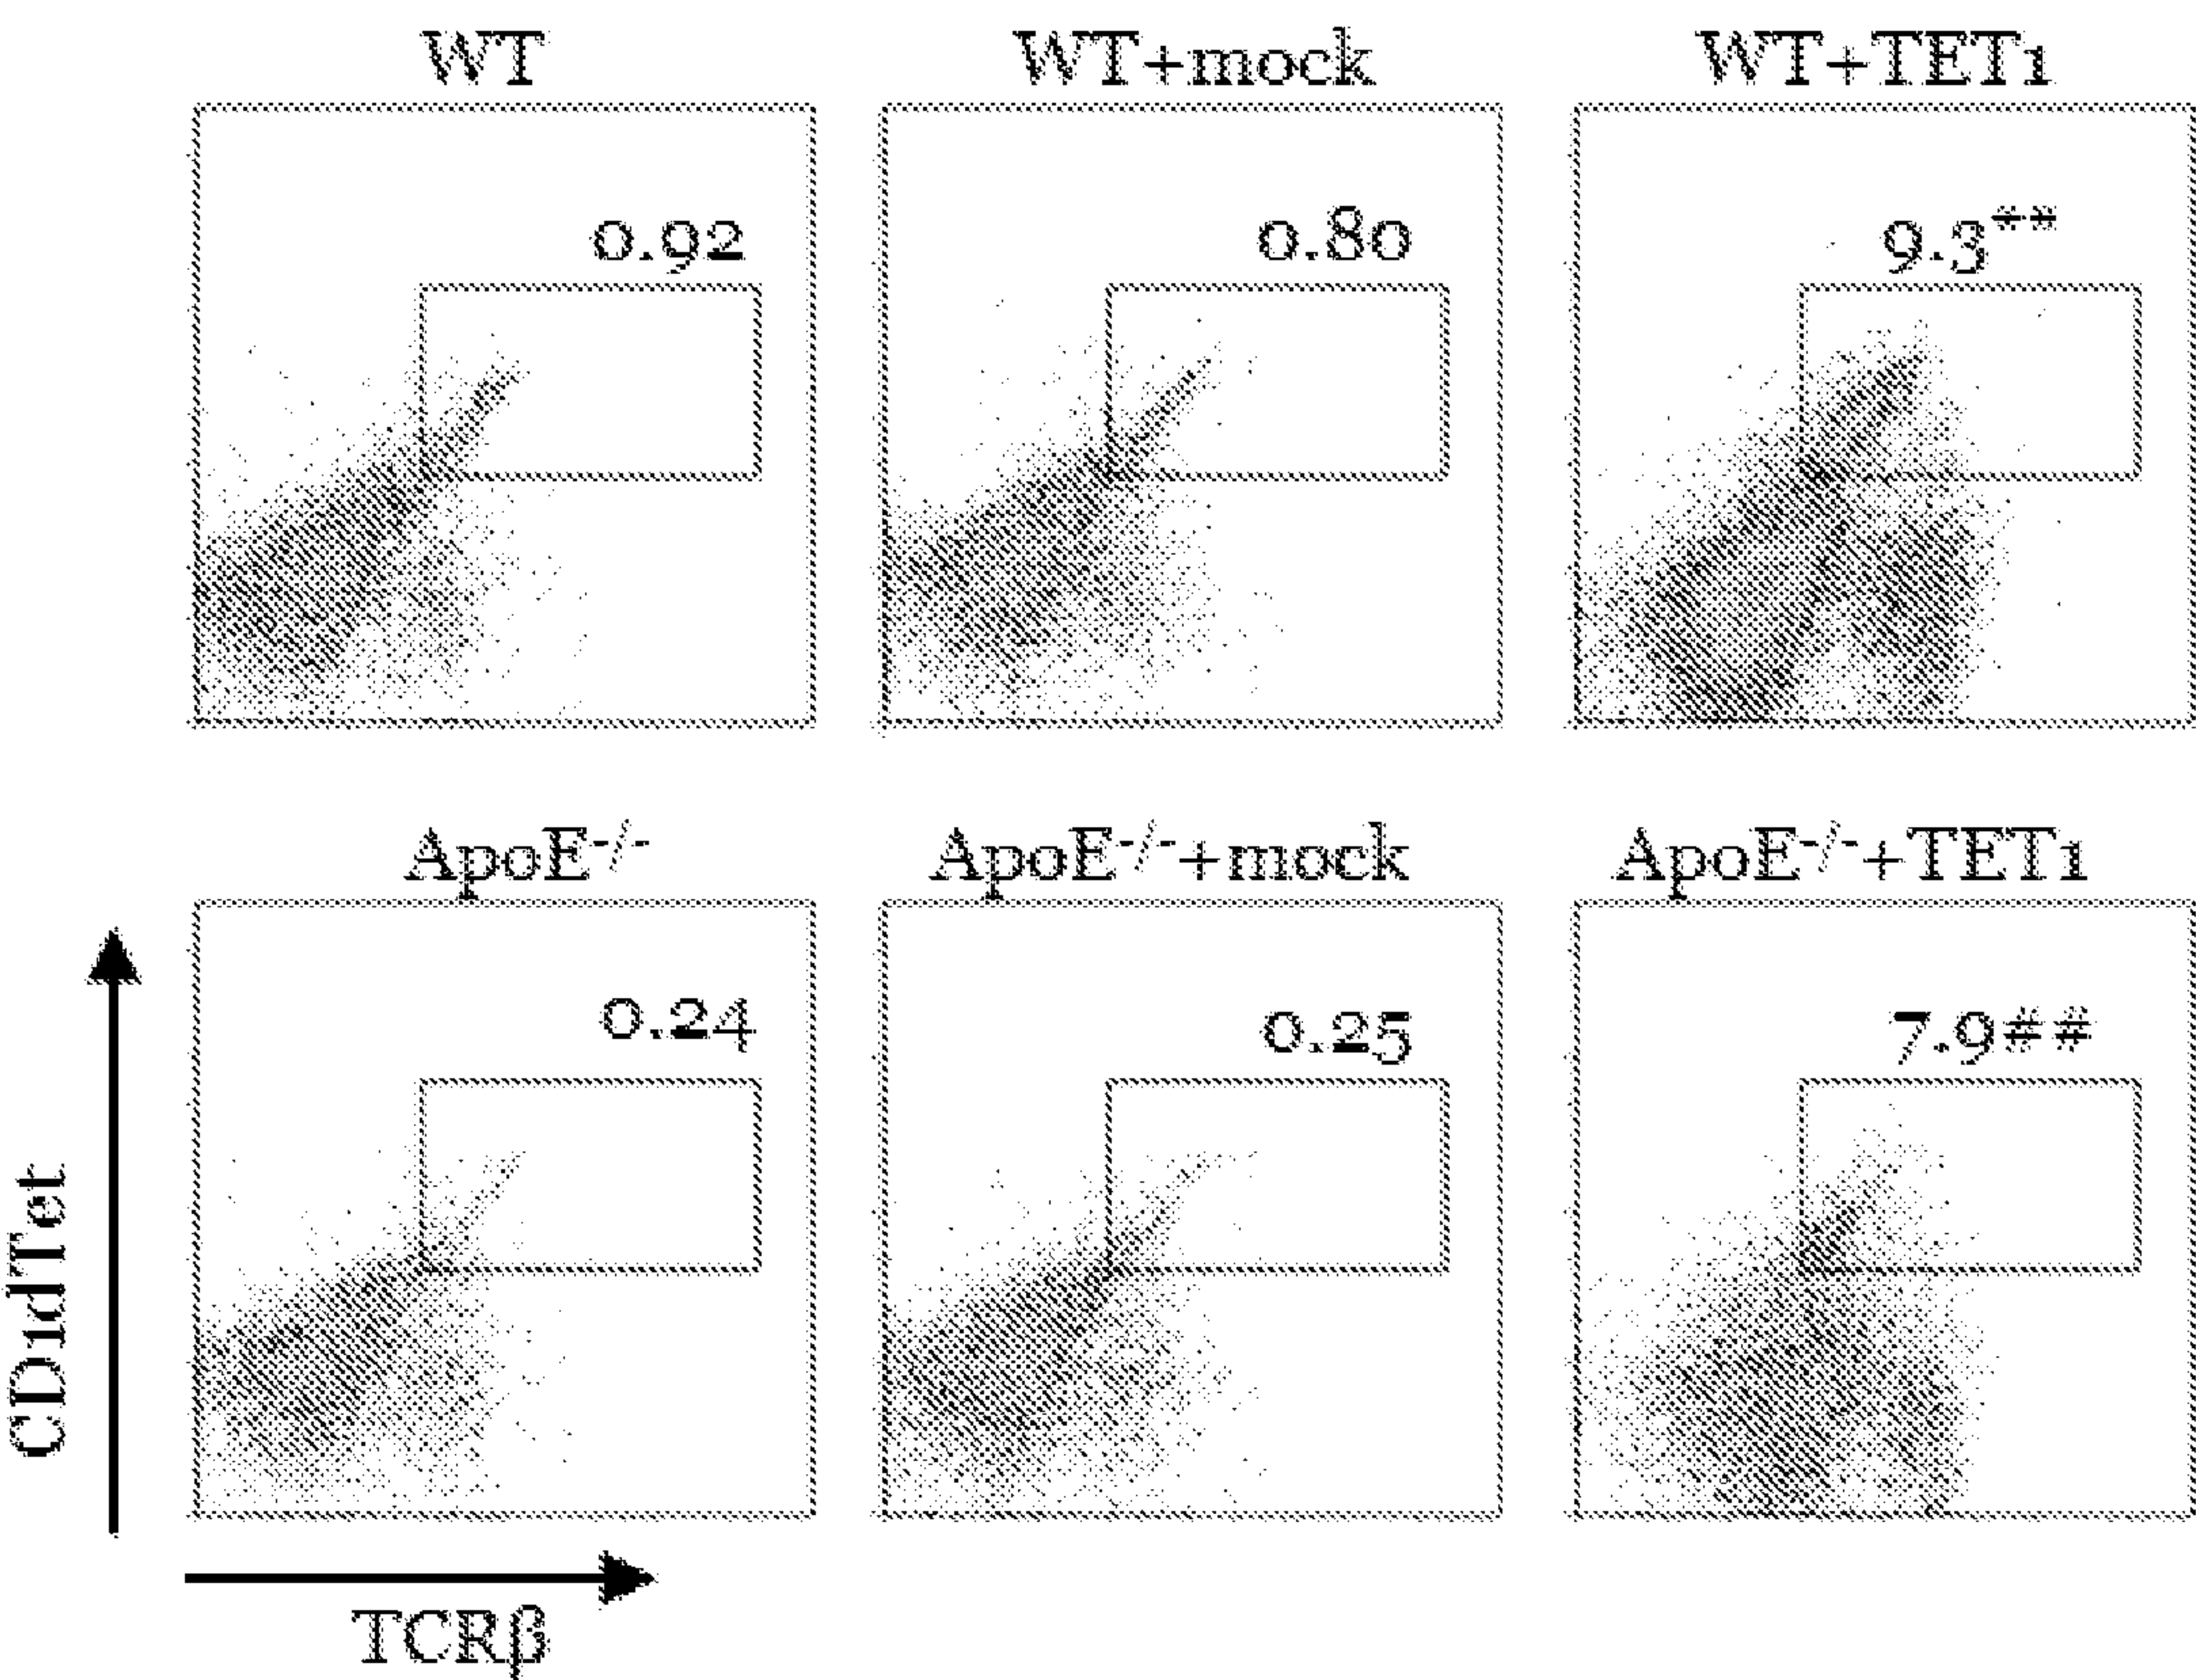 WT
WT+mock
WT+TET1
0.92
0.80
9.3**
ApoE-/-
ApoE-/-+mock
ApoE-/-+TET1
0.24
0.25
7.9##
CD1dTet
TCRβ